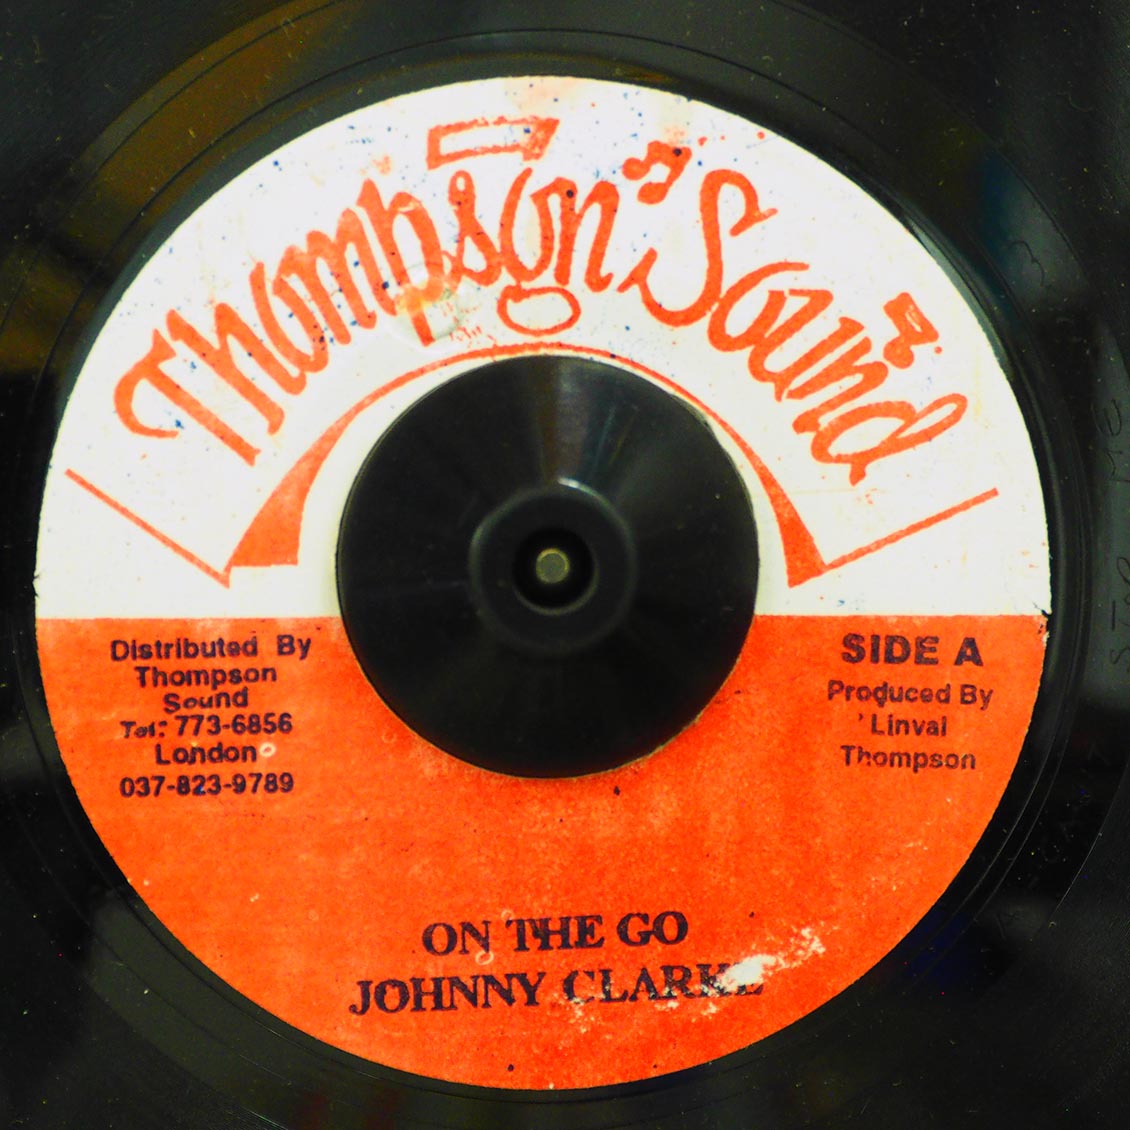 Thompson Sound
Distributed By
Thompson
Sound
Tel: 773-6856
London
037-823-9789
SIDE A
Produced By
Linval
Thompson
ON THE GO
JOHNNY CLARKE